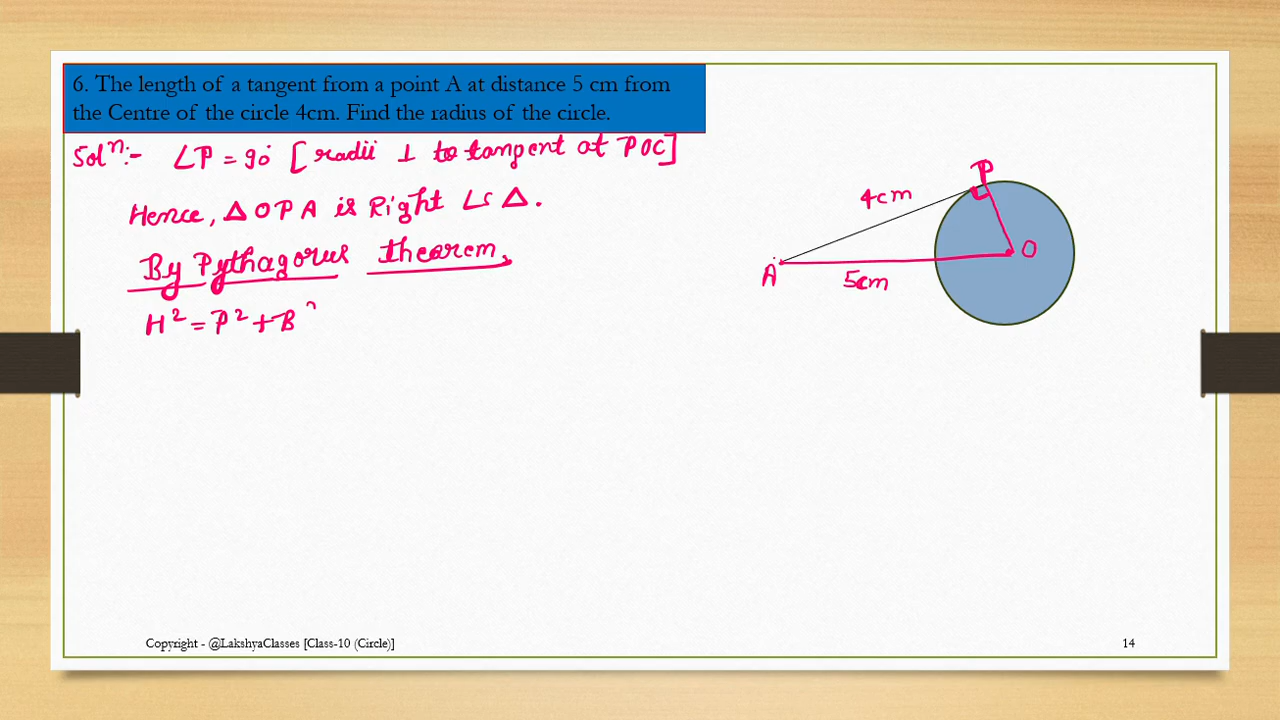 6. The length of a tangent from a point A at distance 5 cm from
the Centre of the circle 4cm. Find the radius of the circle.
Solⁿ:- ∠P = 90° [radii ⊥ to tangent at POC]
Hence, Δ OPA is Right ∠d Δ.
By Pythagorus theorem,
H² = P² + B²
P
4cm
O
A
5cm
Copyright - @LakshyaClasses [Class-10 (Circle)]
14